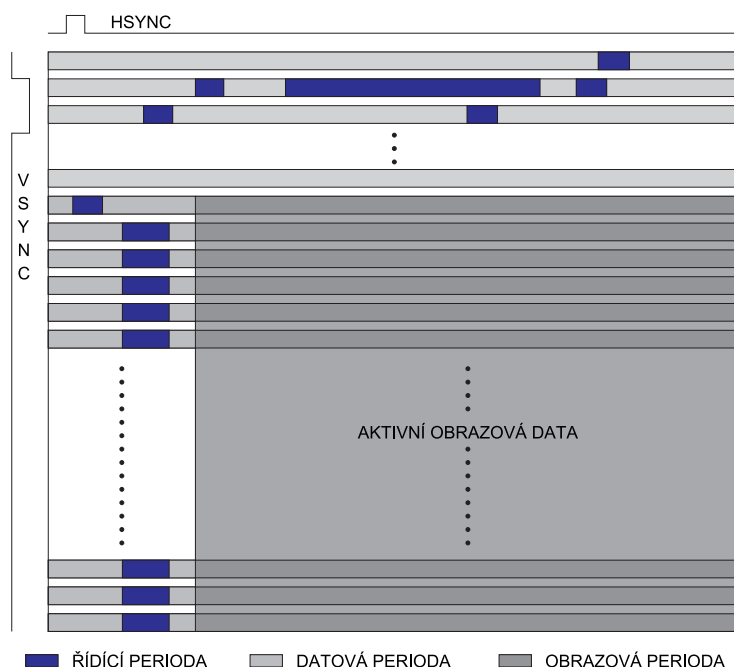 HSYNC
V
S
Y
N
C
AKTIVNÍ OBRAZOVÁ DATA
ŘÍDÍCÍ PERIODA
DATOVÁ PERIODA
OBRAZOVÁ PERIODA